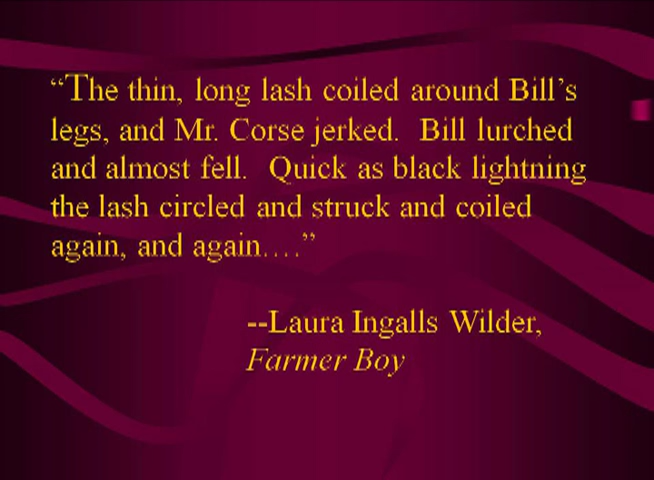 “The thin, long lash coiled around Bill’s
legs, and Mr. Corse jerked.  Bill lurched
and almost fell.  Quick as black lightning
the lash circled and struck and coiled
again, and again….”
--Laura Ingalls Wilder,
Farmer Boy